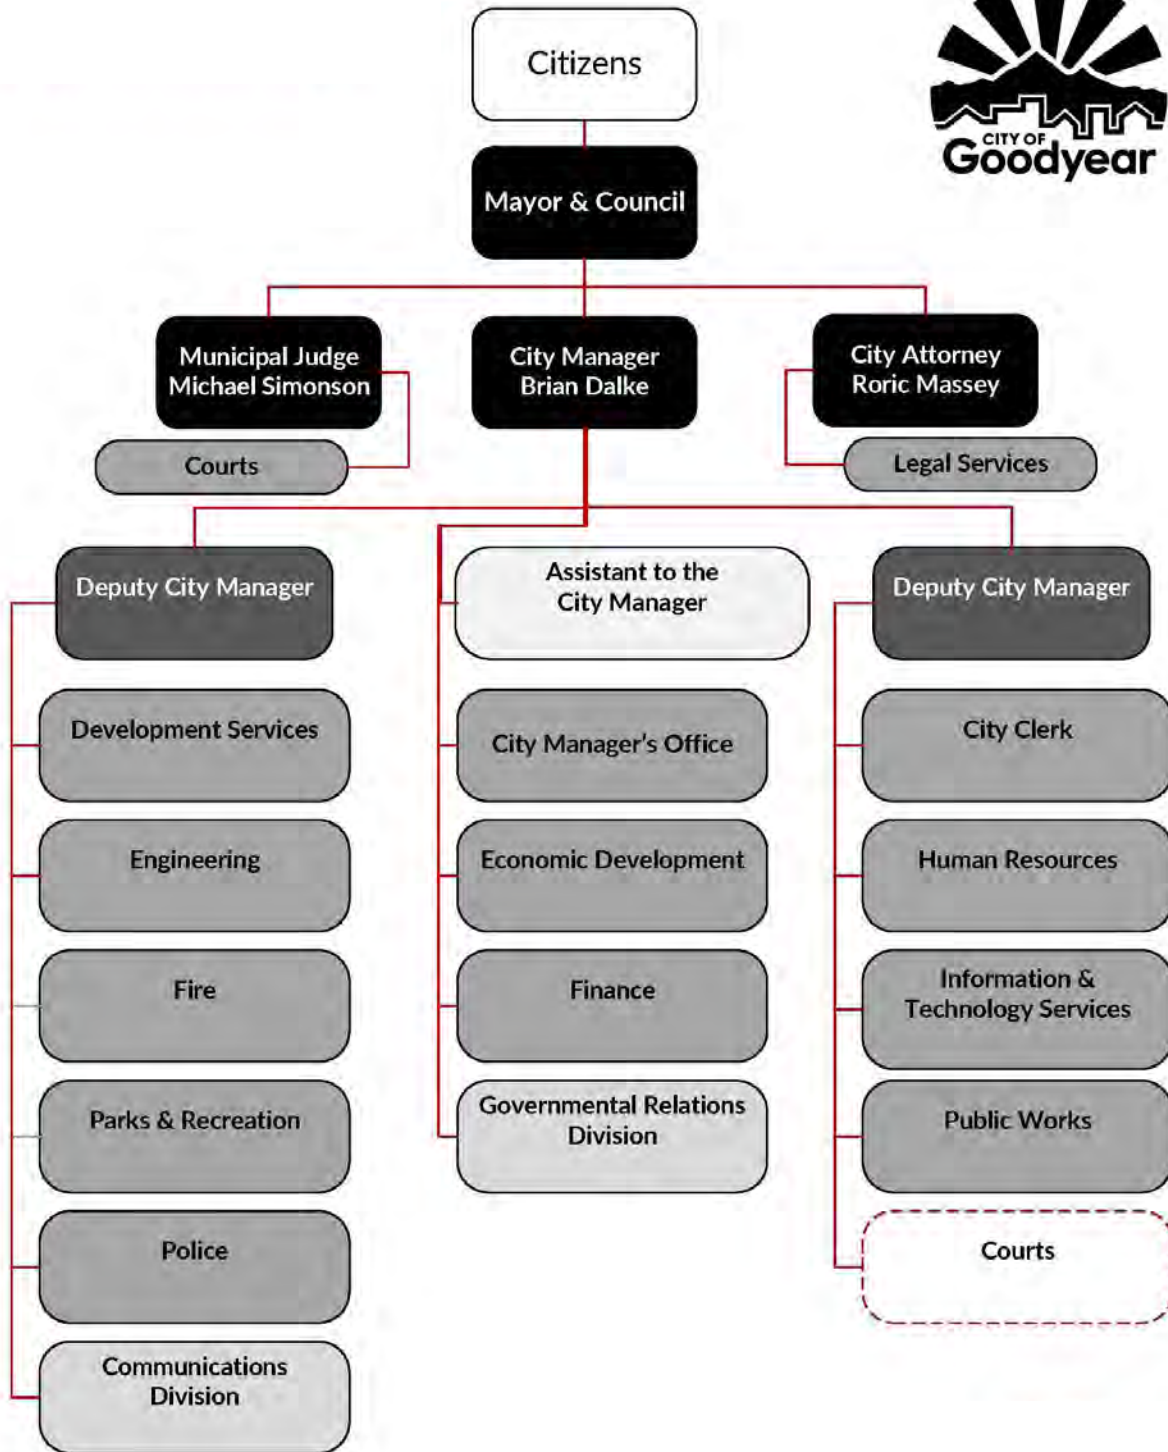 Citizens
CITY OF
Goodyear
Mayor & Council
Municipal Judge
Michael Simonson
City Manager
Brian Dalke
City Attorney
Roric Massey
Courts
Legal Services
Deputy City Manager
Assistant to the
City Manager
Deputy City Manager
Development Services
City Manager's Office
City Clerk
Engineering
Economic Development
Human Resources
Fire
Finance
Information &
Technology Services
Parks & Recreation
Governmental Relations
Division
Public Works
Police
Courts
Communications
Division